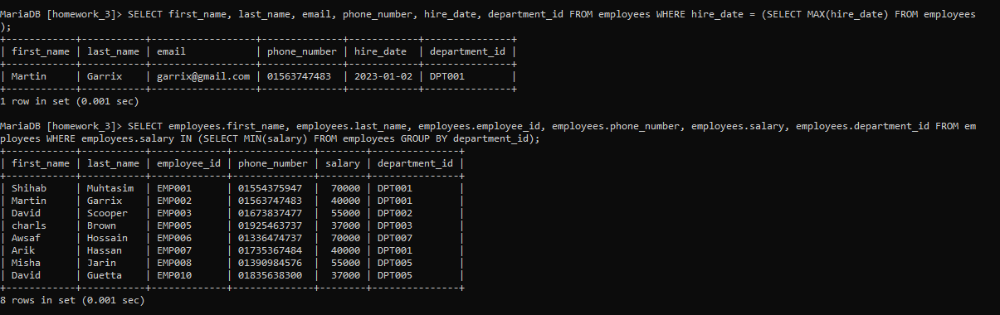 MariaDB [homework_3]> SELECT first_name, last_name, email, phone_number, hire_date, department_id FROM employees WHERE hire_date = (SELECT MAX(hire_date) FROM employees
);
+------------+-----------+------------------+--------------+------------+---------------+
| first_name | last_name | email            | phone_number | hire_date  | department_id |
+------------+-----------+------------------+--------------+------------+---------------+
| Martin     | Garrix    | garrix@gmail.com | 01563747483  | 2023-01-02 | DPT001        |
+------------+-----------+------------------+--------------+------------+---------------+
1 row in set (0.001 sec)
MariaDB [homework_3]> SELECT employees.first_name, employees.last_name, employees.employee_id, employees.phone_number, employees.salary, employees.department_id FROM em
ployees WHERE employees.salary IN (SELECT MIN(salary) FROM employees GROUP BY department_id);
+------------+-----------+-------------+--------------+--------+---------------+
| first_name | last_name | employee_id | phone_number | salary | department_id |
+------------+-----------+-------------+--------------+--------+---------------+
| Shihab     | Muhtasim  | EMP001      | 01554375947  |  70000 | DPT001        |
| Martin     | Garrix    | EMP002      | 01563747483  |  40000 | DPT001        |
| David      | Scooper   | EMP003      | 01673837477  |  55000 | DPT002        |
| charls     | Brown     | EMP005      | 01925463737  |  37000 | DPT003        |
| Awsaf      | Hossain   | EMP006      | 01336474737  |  70000 | DPT007        |
| Arik       | Hassan    | EMP007      | 01735367484  |  40000 | DPT001        |
| Misha      | Jarin     | EMP008      | 01390984576  |  55000 | DPT005        |
| David      | Guetta    | EMP010      | 01835638300  |  37000 | DPT005        |
+------------+-----------+-------------+--------------+--------+---------------+
8 rows in set (0.001 sec)